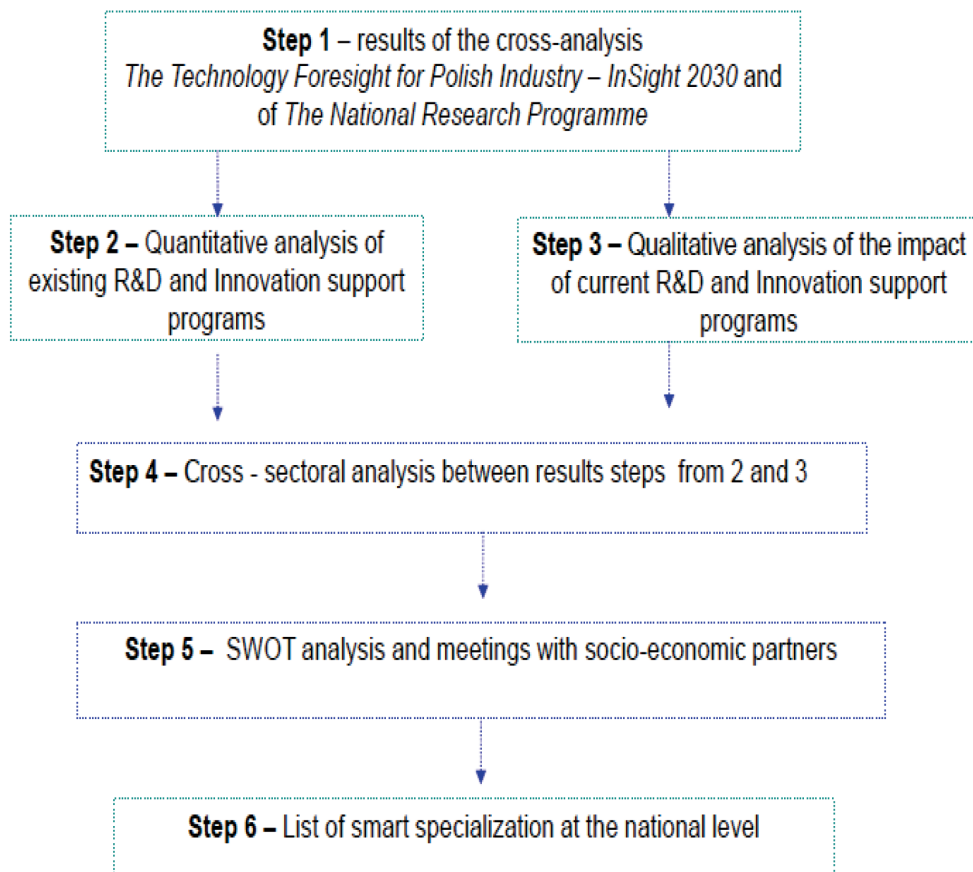 Step 1 – results of the cross-analysis
The Technology Foresight for Polish Industry – InSight 2030 and
of The National Research Programme
Step 2 – Quantitative analysis of
existing R&D and Innovation support
programs
Step 3 – Qualitative analysis of the impact
of current R&D and Innovation support
programs
Step 4 – Cross - sectoral analysis between results steps from 2 and 3
Step 5 – SWOT analysis and meetings with socio-economic partners
Step 6 – List of smart specialization at the national level